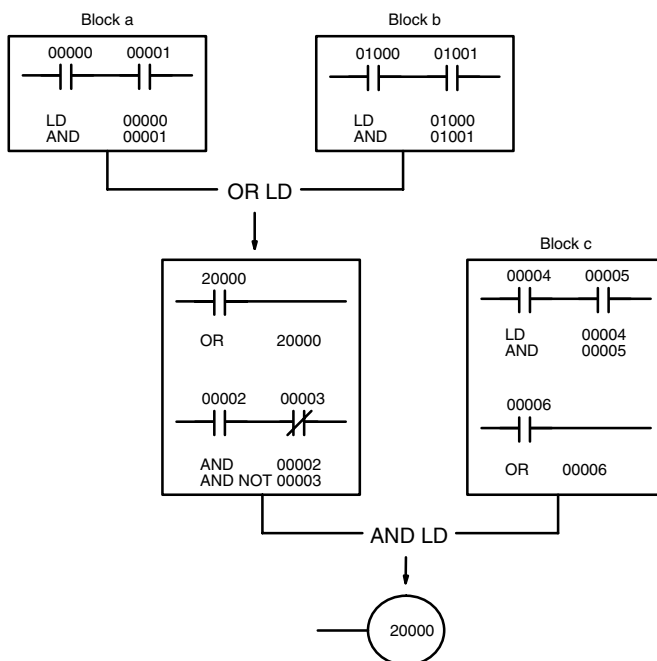 Block a
Block b
00000 00001
01000 01001
LD 00000
AND 00001
LD 01000
AND 01001
OR LD
Block c
20000
OR 20000
00002 00003
AND 00002
AND NOT 00003
00004 00005
LD 00004
AND 00005
00006
OR 00006
AND LD
20000